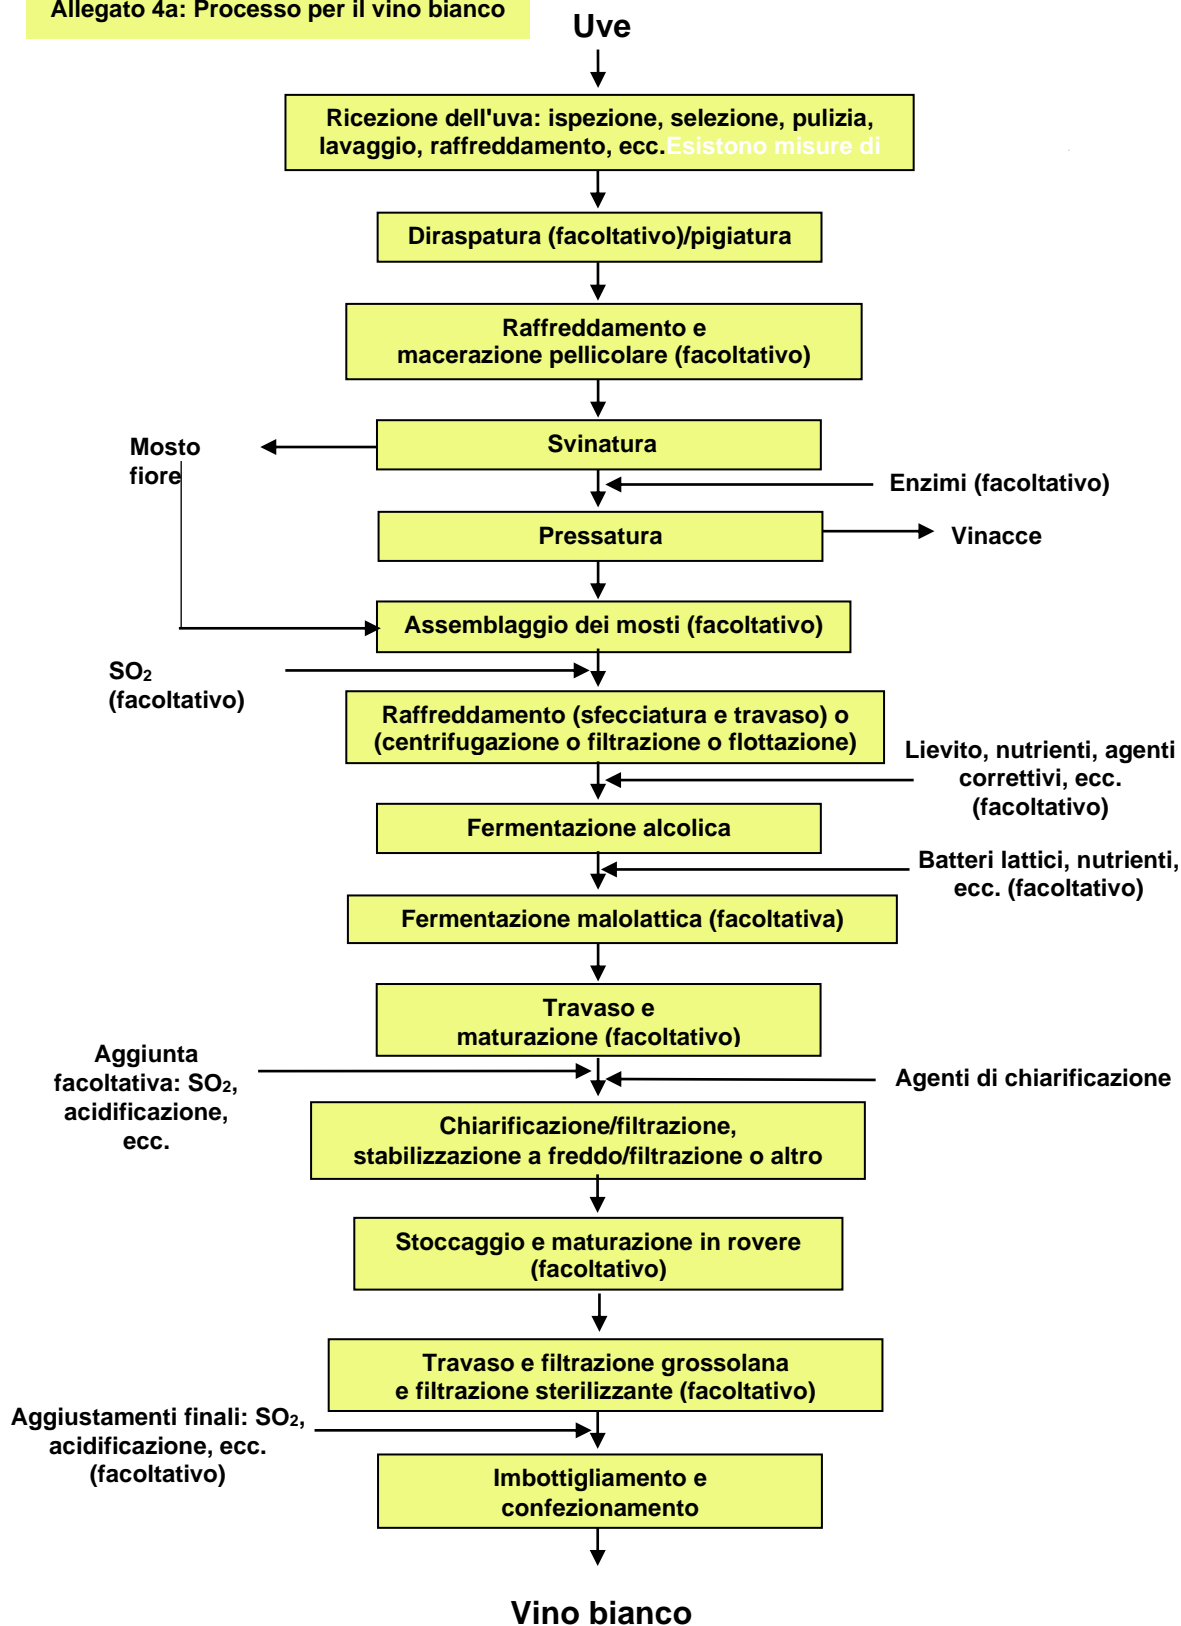 Allegato 4a: Processo per il vino bianco
Uve
Ricezione dell'uva: ispezione, selezione, pulizia,
lavaggio, raffreddamento, ecc.Esistono misure di
Diraspatura (facoltativo)/pigiatura
Raffreddamento e
macerazione pellicolare (facoltativo)
Svinatura
Mosto
fiore
Enzimi (facoltativo)
Pressatura
Vinacce
Assemblaggio dei mosti (facoltativo)
SO2
(facoltativo)
Raffreddamento (sfecciatura e travaso) o
(centrifugazione o filtrazione o flottazione)
Lievito, nutrienti, agenti
correttivi, ecc.
(facoltativo)
Fermentazione alcolica
Batteri lattici, nutrienti,
ecc. (facoltativo)
Fermentazione malolattica (facoltativa)
Travaso e
maturazione (facoltativo)
Aggiunta
facoltativa: SO2,
acidificazione,
ecc.
Agenti di chiarificazione
Chiarificazione/filtrazione,
stabilizzazione a freddo/filtrazione o altro
Stoccaggio e maturazione in rovere
(facoltativo)
Travaso e filtrazione grossolana
e filtrazione sterilizzante (facoltativo)
Aggiustamenti finali: SO2,
acidificazione, ecc.
(facoltativo)
Imbottigliamento e
confezionamento
Vino bianco